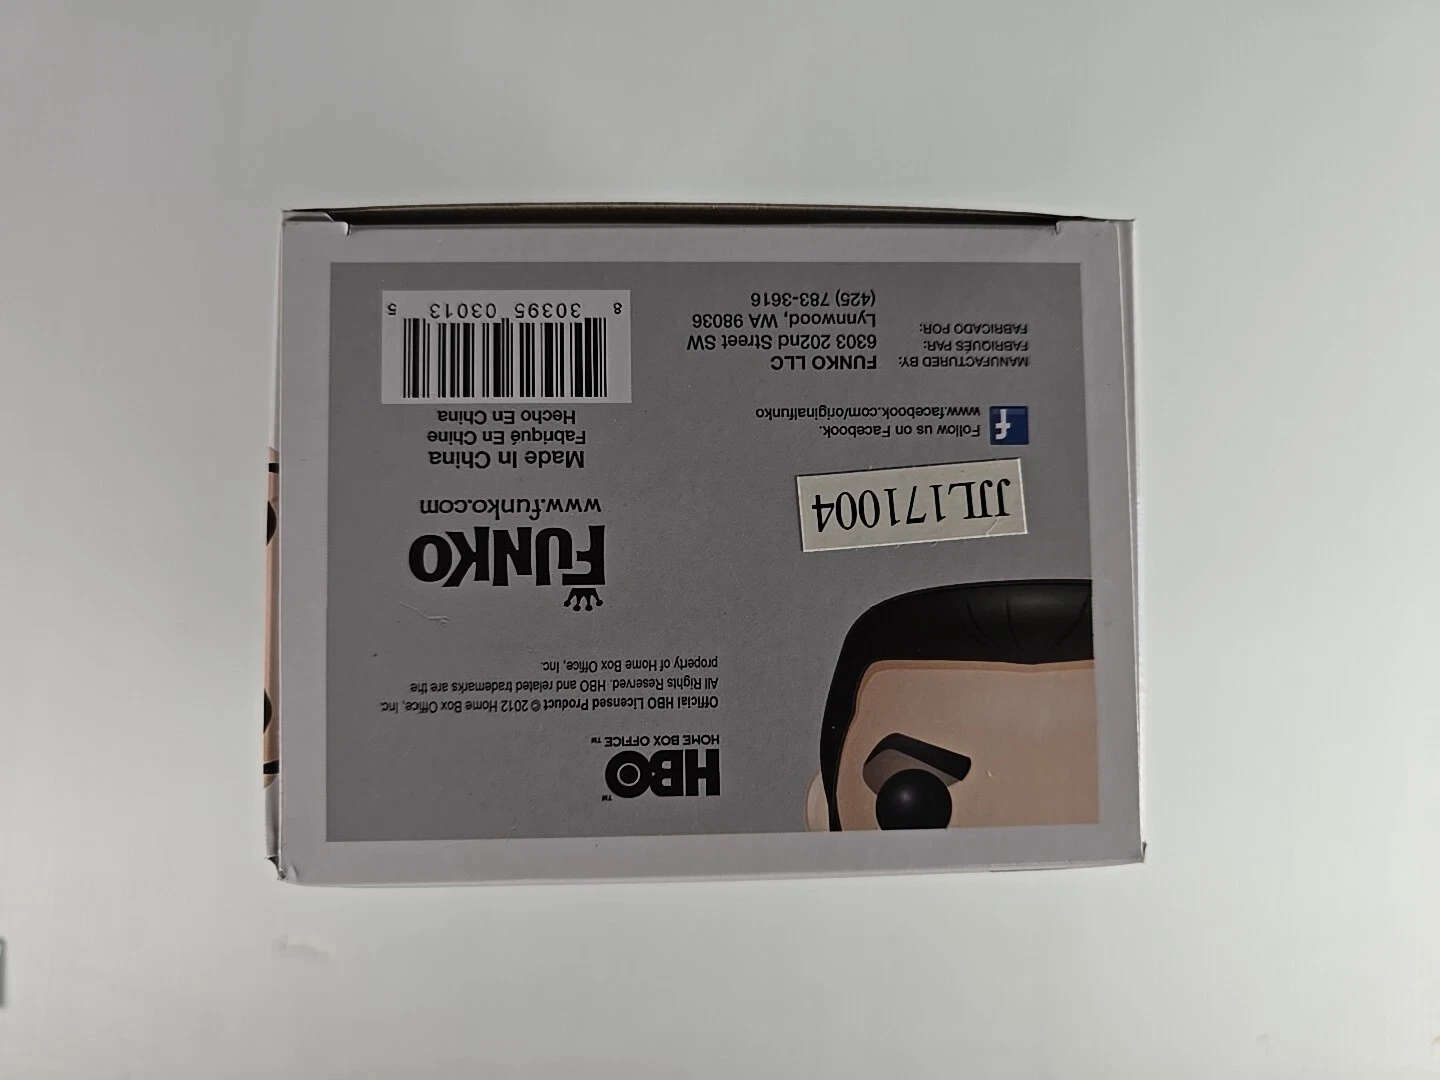 HBO™
HOME BOX OFFICE™
Official HBO Licensed Product © 2012 Home Box Office, Inc.
All Rights Reserved. HBO and related trademarks are the
property of Home Box Office, Inc.
FUNKO
www.funko.com
Made In China
Fabriqué En Chine
Hecho En China
8 30395 03013 5
JJL171004
Follow us on Facebook.
www.facebook.com/originalfunko
MANUFACTURED BY:
FABRIQUÉS PAR:
FABRICADO POR:
FUNKO LLC
6303 202nd Street SW
Lynnwood, WA 98036
(425) 783-3616